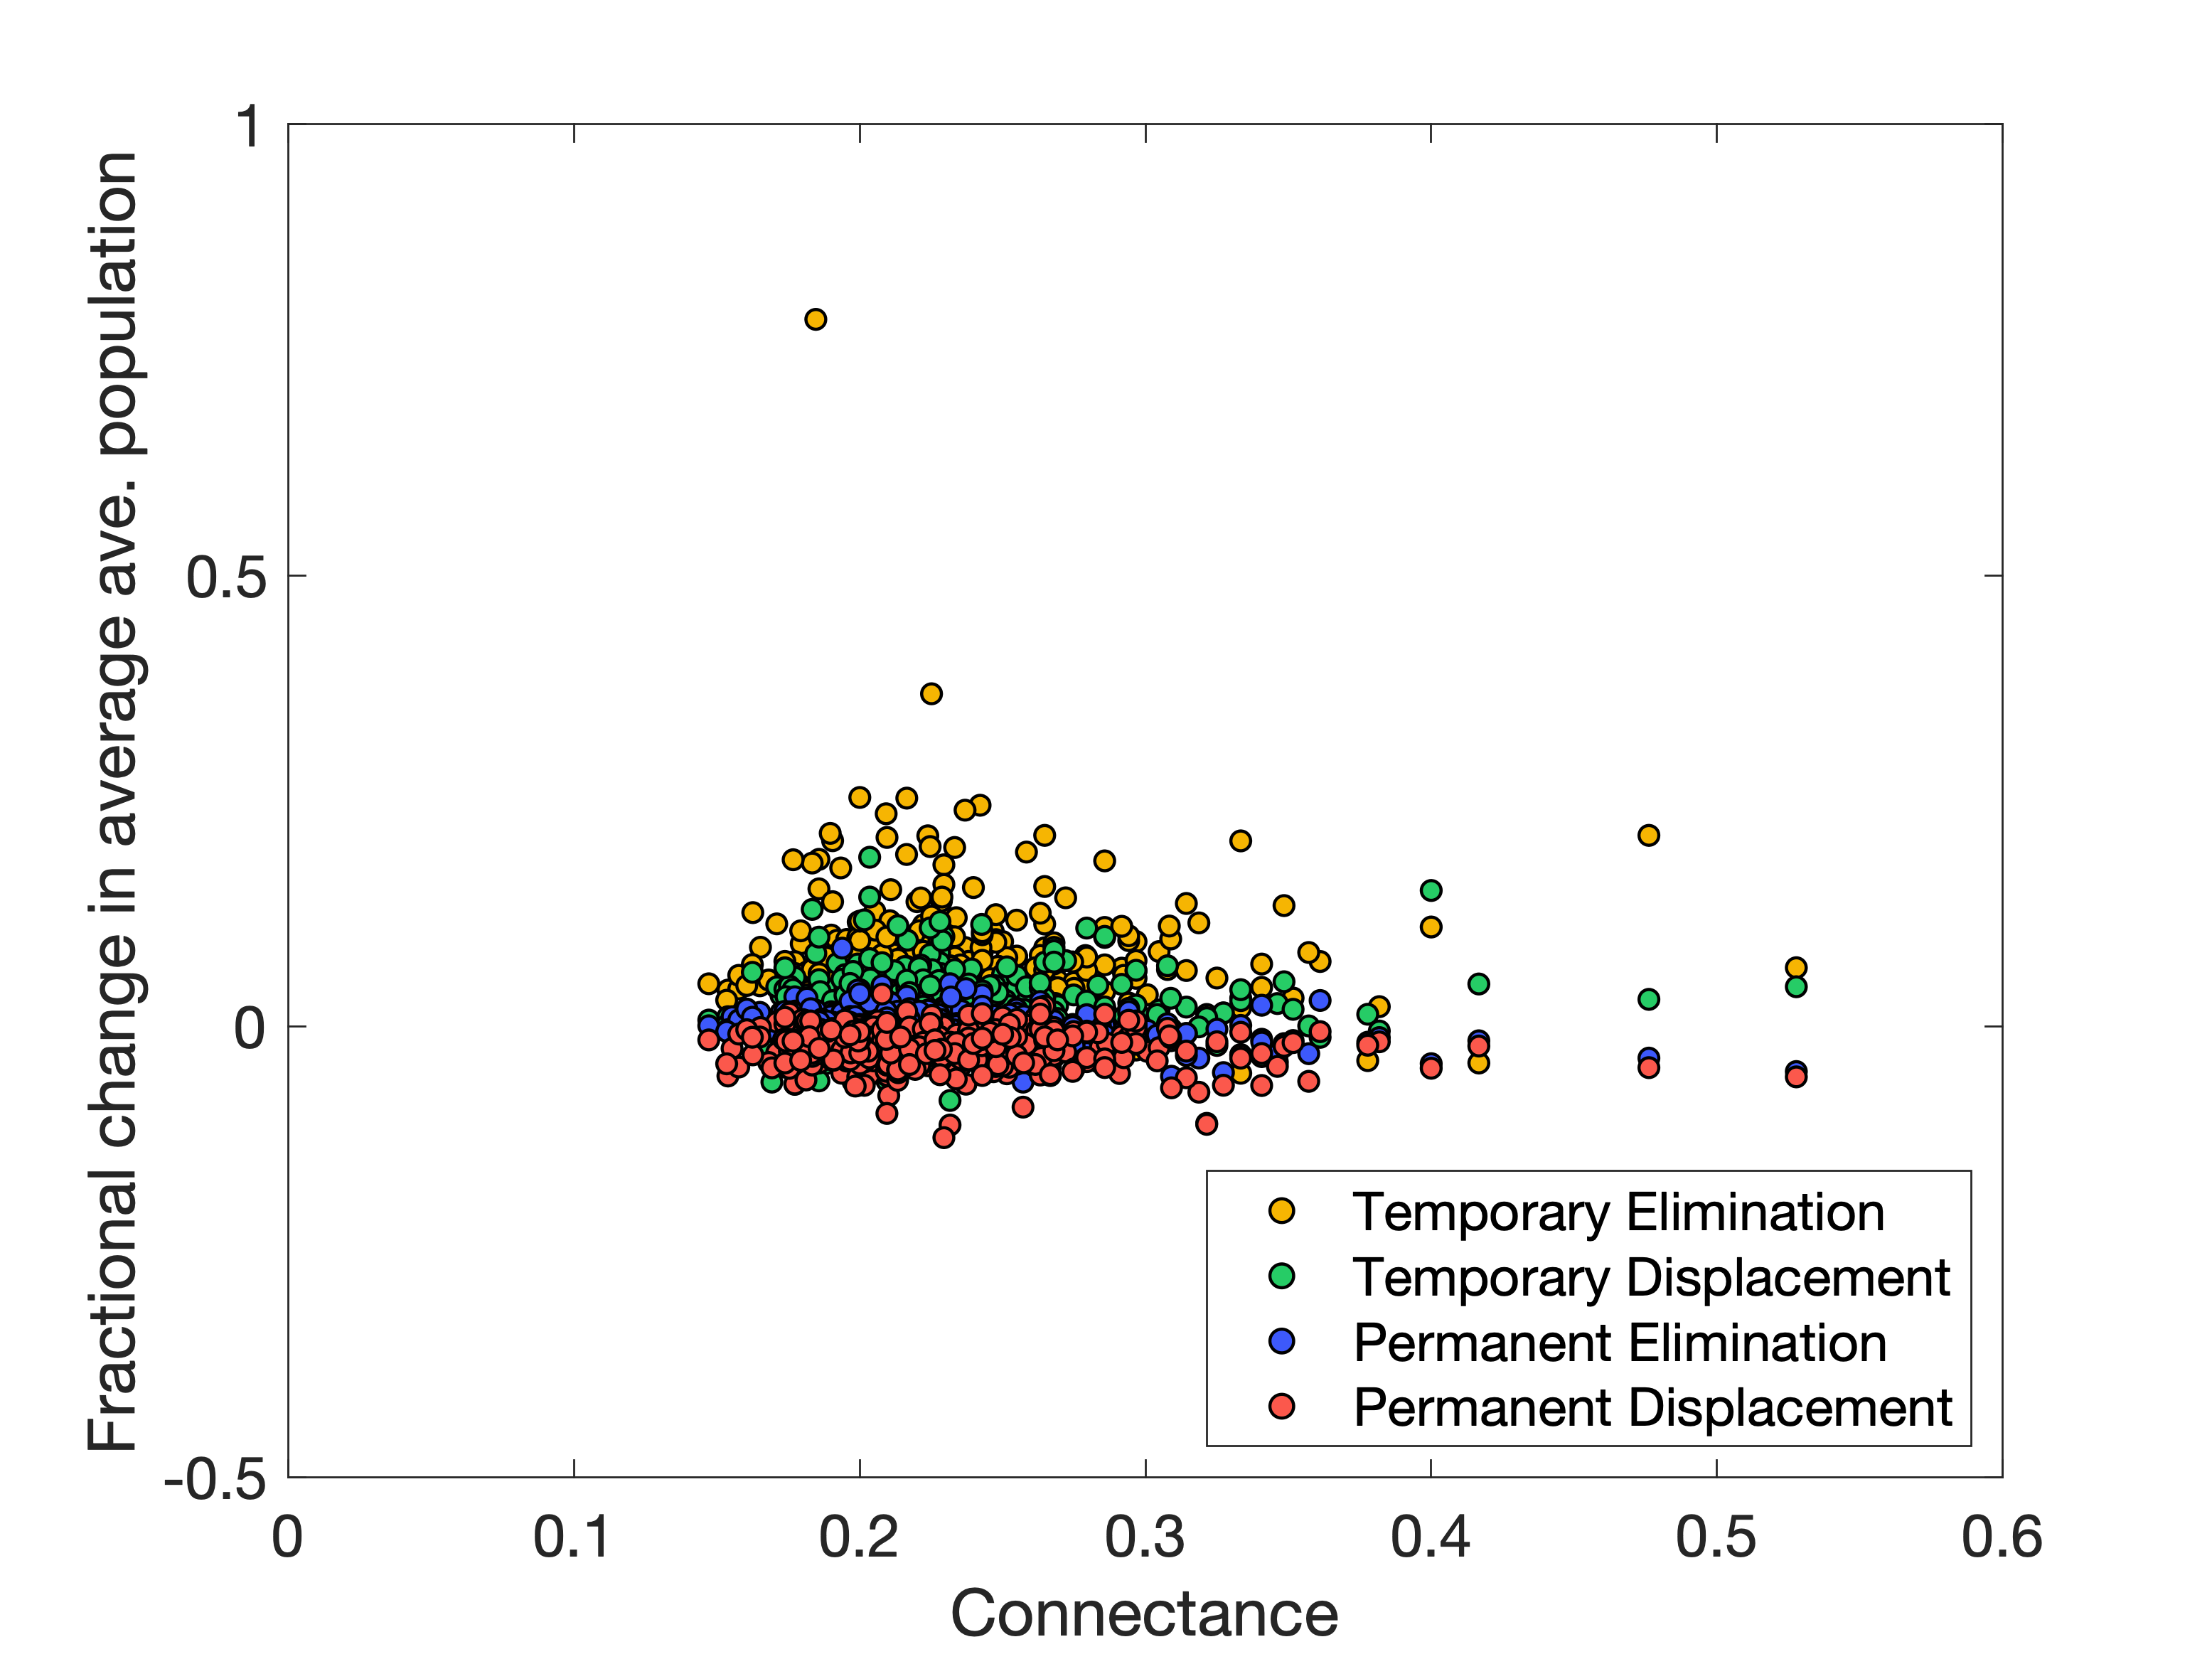 Fractional change in average ave. population
1
0.5
0
-0.5
0 0.1 0.2 0.3 0.4 0.5 0.6
Connectance
Temporary Elimination
Temporary Displacement
Permanent Elimination
Permanent Displacement